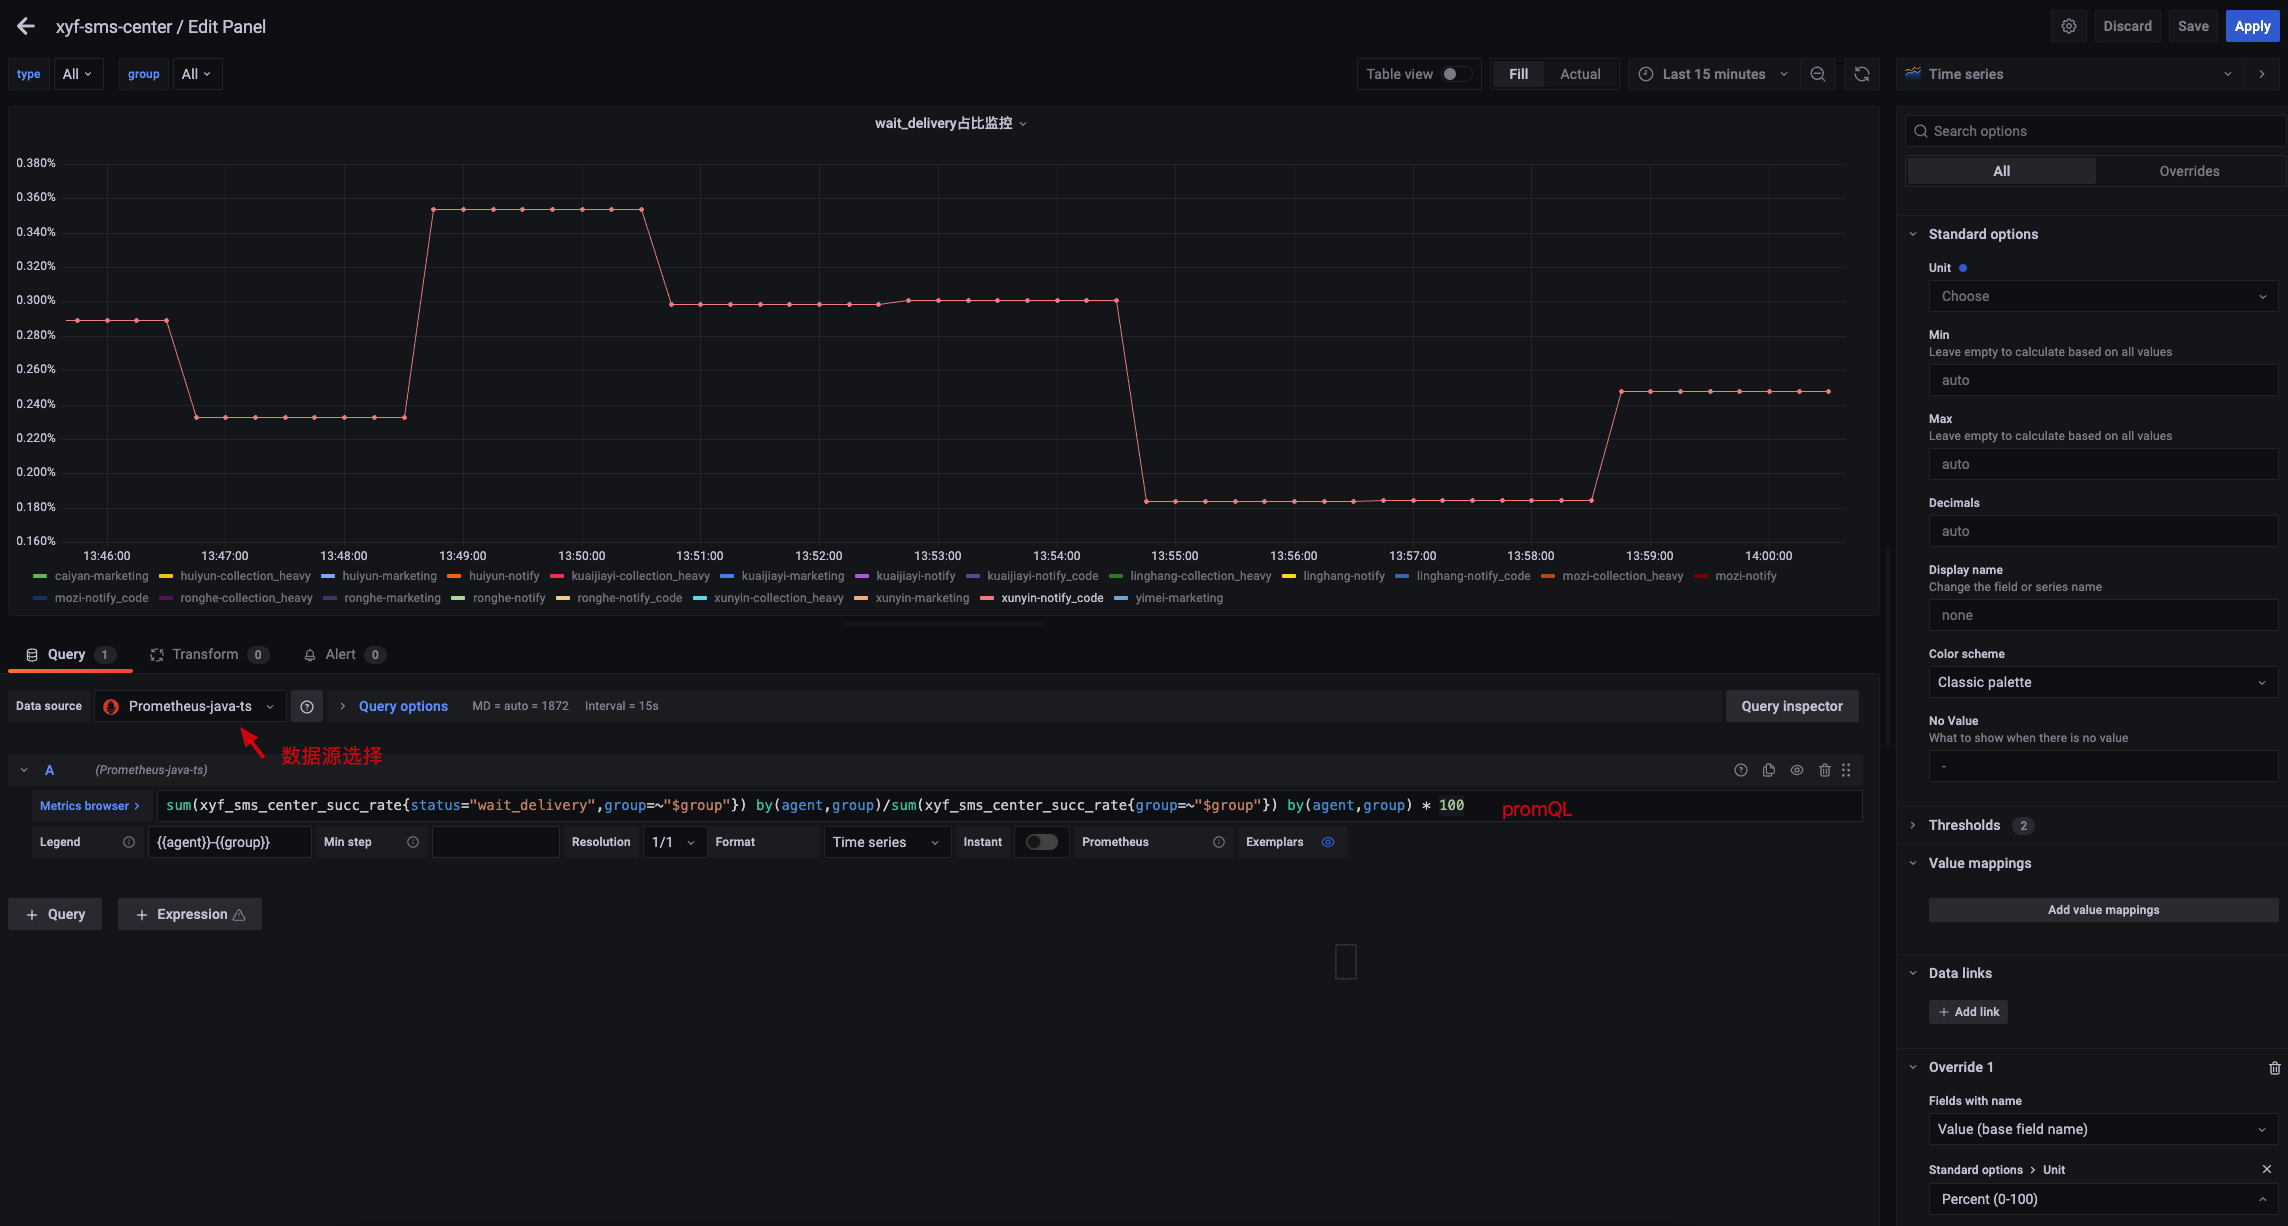 xyf-sms-center / Edit Panel
Discard
Save
Apply
type
All
group
All
Table view
Fill
Actual
Last 15 minutes
Time series
wait_delivery占比监控
Search options
All
Overrides
0.380%
0.360%
0.340%
0.320%
0.300%
0.280%
0.260%
0.240%
0.220%
0.200%
0.180%
0.160%
13:46:00 13:47:00 13:48:00 13:49:00 13:50:00 13:51:00 13:52:00 13:53:00 13:54:00 13:55:00 13:56:00 13:57:00 13:58:00 13:59:00 14:00:00
caiyan-marketing huiyun-collection_heavy huiyun-marketing huiyun-notify kuaijiayi-collection_heavy kuaijiayi-marketing kuaijiayi-notify kuaijiayi-notify_code linghang-collection_heavy linghang-notify linghang-notify_code mozi-collection_heavy mozi-notify
mozi-notify_code ronghe-collection_heavy ronghe-marketing ronghe-notify ronghe-notify_code xunyin-collection_heavy xunyin-marketing xunyin-notify_code yimei-marketing
Query 1
Transform 0
Alert 0
Data source
Prometheus-java-ts
Query options
MD = auto = 1872
Interval = 15s
Query inspector
数据源选择
A
(Prometheus-java-ts)
Metrics browser >
sum(xyf_sms_center_succ_rate{status="wait_delivery",group=~"$group"}) by(agent,group)/sum(xyf_sms_center_succ_rate{group=~"$group"}) by(agent,group) * 100
promQL
Legend
{{agent}}-{{group}}
Min step
Resolution
1/1
Format
Time series
Instant
Prometheus
Exemplars
+ Query
+ Expression
Standard options
Unit
Choose
Min
Leave empty to calculate based on all values
auto
Max
Leave empty to calculate based on all values
auto
Decimals
auto
Display name
Change the field or series name
none
Color scheme
Classic palette
No Value
What to show when there is no value
-
Thresholds 2
Value mappings
Add value mappings
Data links
+ Add link
Override 1
Fields with name
Value (base field name)
Standard options > Unit
Percent (0-100)